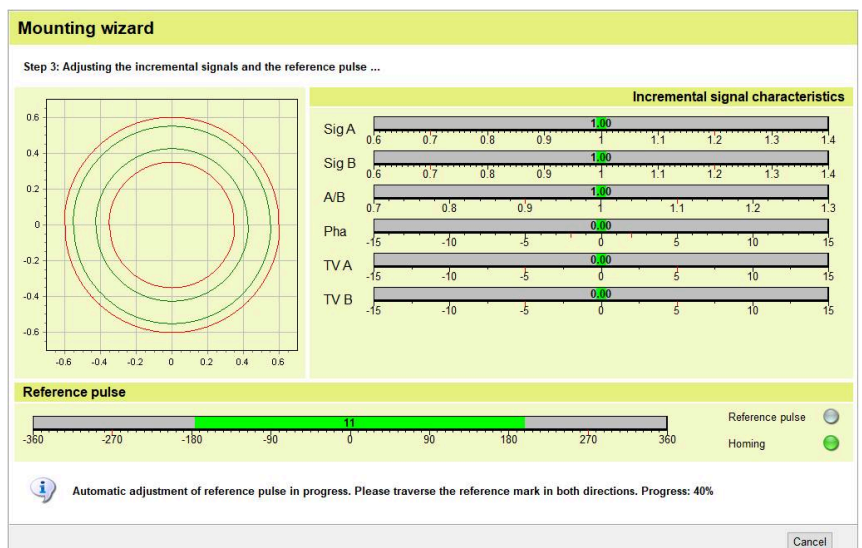 Mounting wizard
Step 3: Adjusting the incremental signals and the reference pulse ...
Incremental signal characteristics
0.6
0.4
0.2
0
-0.2
-0.4
-0.6
-0.6 -0.4 -0.2 0 0.2 0.4 0.6
Sig A 1.00
0.6 0.7 0.8 0.9 1 1.1 1.2 1.3 1.4
Sig B 1.00
0.6 0.7 0.8 0.9 1 1.1 1.2 1.3 1.4
A/B 1.00
0.7 0.8 0.9 1 1.1 1.2 1.3
Pha 0.00
-15 -10 -5 0 5 10 15
TV A 0.00
-15 -10 -5 0 5 10 15
TV B 0.00
-15 -10 -5 0 5 10 15
Reference pulse
11
-360 -270 -180 -90 0 90 180 270 360
Reference pulse
Homing
Automatic adjustment of reference pulse in progress. Please traverse the reference mark in both directions. Progress: 40%
Cancel